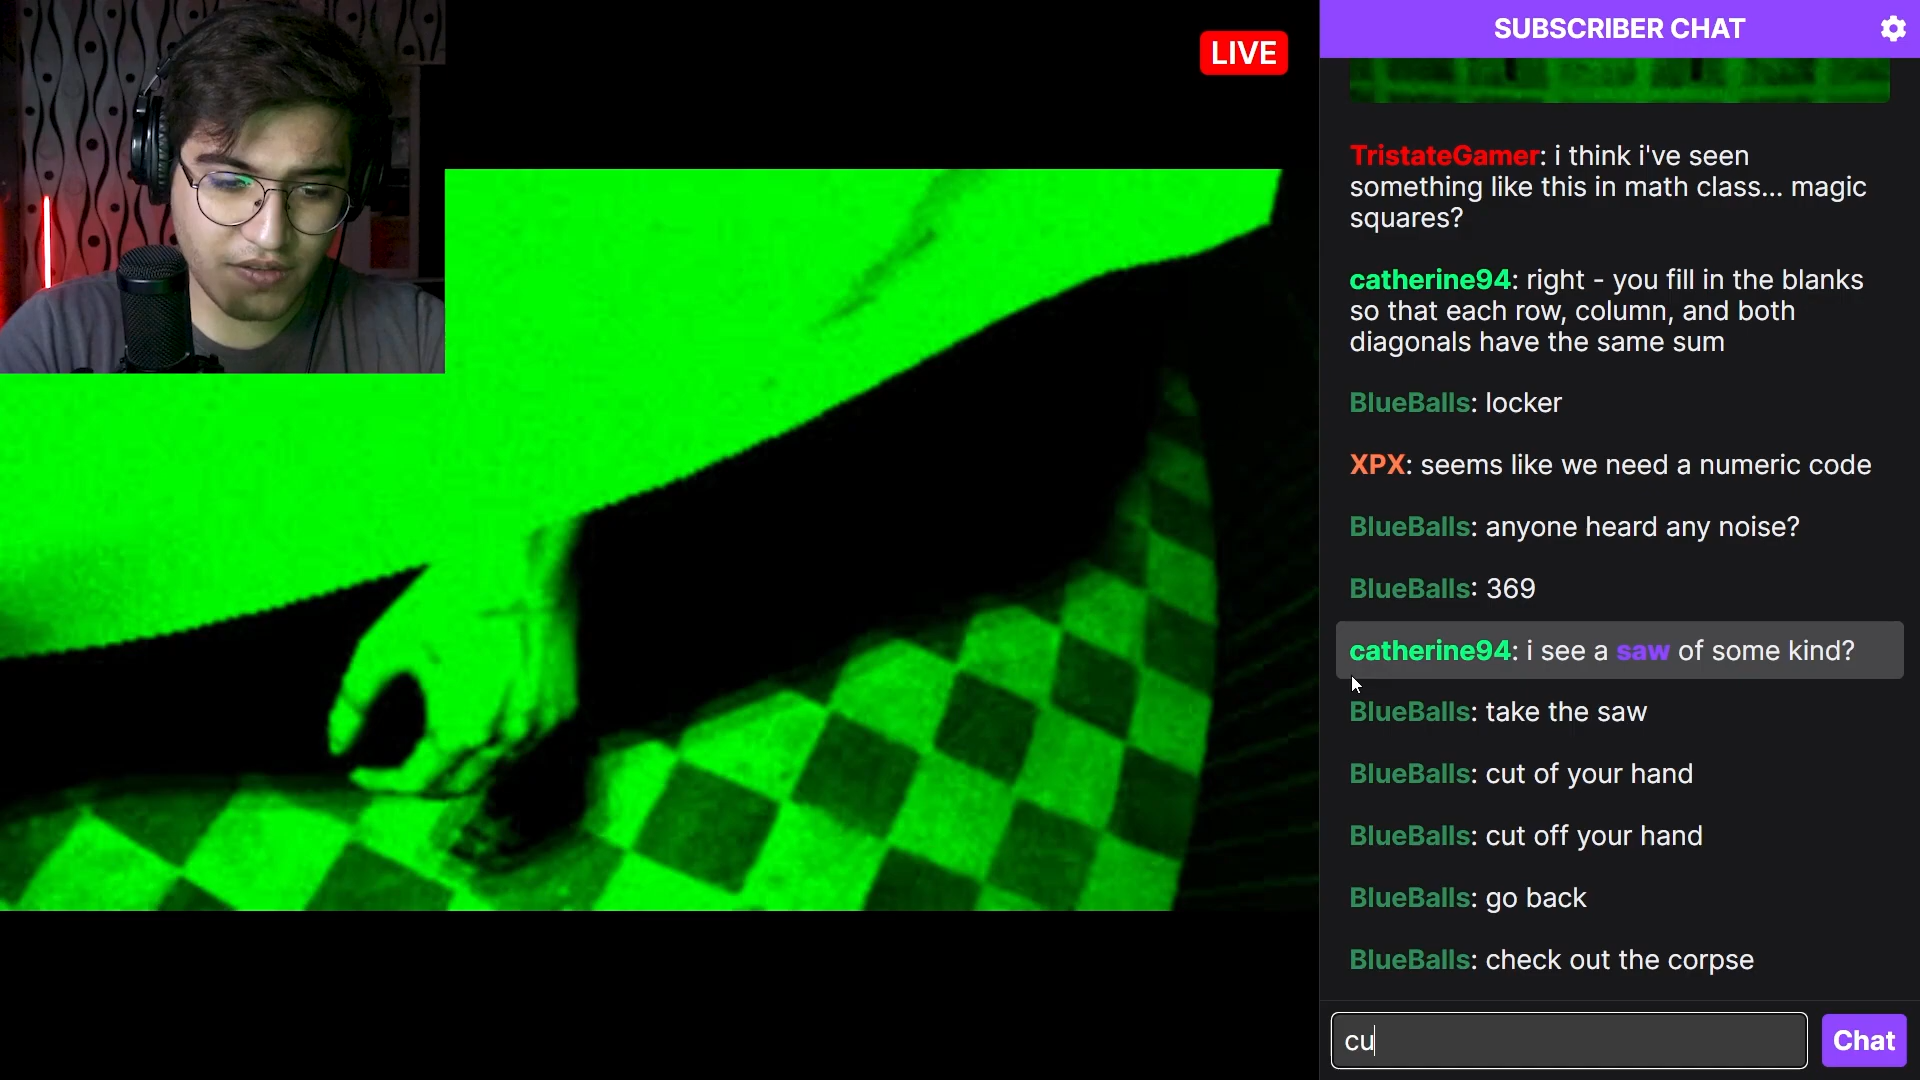 LIVE
SUBSCRIBER CHAT
TristateGamer: i think i've seen
something like this in math class... magic
squares?
catherine94: right - you fill in the blanks
so that each row, column, and both
diagonals have the same sum
BlueBalls: locker
XPX: seems like we need a numeric code
BlueBalls: anyone heard any noise?
BlueBalls: 369
catherine94: i see a saw of some kind?
BlueBalls: take the saw
BlueBalls: cut of your hand
BlueBalls: cut off your hand
BlueBalls: go back
BlueBalls: check out the corpse
cu
Chat